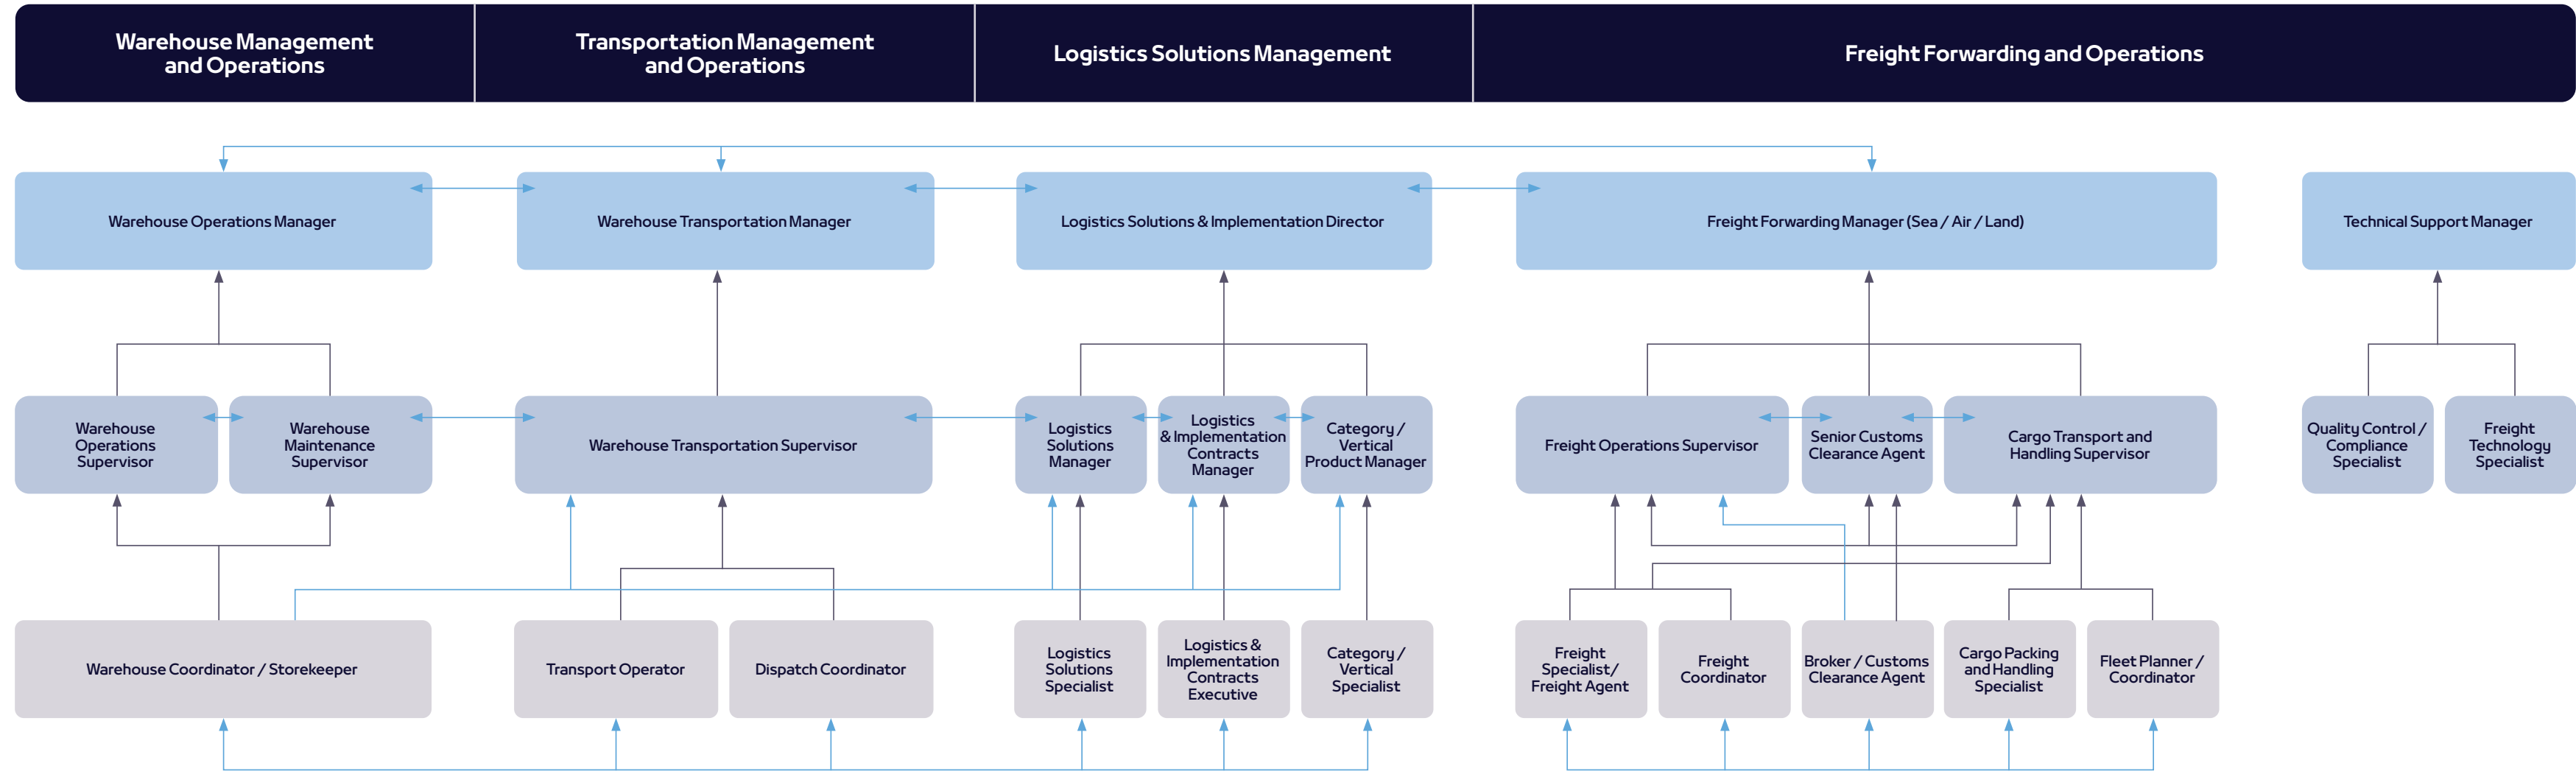 Warehouse Management
and Operations
Transportation Management
and Operations
Logistics Solutions Management
Freight Forwarding and Operations
Warehouse Operations Manager
Warehouse Transportation Manager
Logistics Solutions & Implementation Director
Freight Forwarding Manager (Sea / Air / Land)
Technical Support Manager
Warehouse
Operations
Supervisor
Warehouse
Maintenance
Supervisor
Warehouse Transportation Supervisor
Logistics
Solutions
Manager
Logistics
& Implementation
Contracts
Manager
Category /
Vertical
Product Manager
Freight Operations Supervisor
Senior Customs
Clearance Agent
Cargo Transport and
Handling Supervisor
Quality Control /
Compliance
Specialist
Freight
Technology
Specialist
Warehouse Coordinator / Storekeeper
Transport Operator
Dispatch Coordinator
Logistics
Solutions
Specialist
Logistics &
Implementation
Contracts
Executive
Category /
Vertical
Specialist
Freight
Specialist/
Freight Agent
Freight
Coordinator
Broker / Customs
Clearance Agent
Cargo Packing
and Handling
Specialist
Fleet Planner /
Coordinator